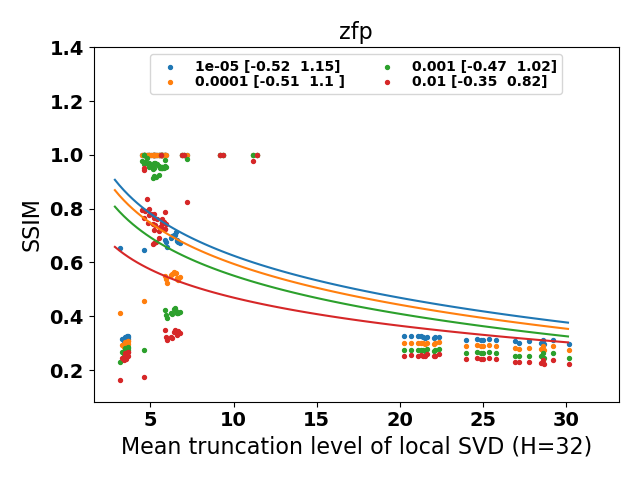 zfp
1e-05 [-0.52  1.15]
0.0001 [-0.51  1.1 ]
0.001 [-0.47  1.02]
0.01 [-0.35  0.82]
SSIM
1.4
1.2
1.0
0.8
0.6
0.4
0.2
5 10 15 20 25 30
Mean truncation level of local SVD (H=32)